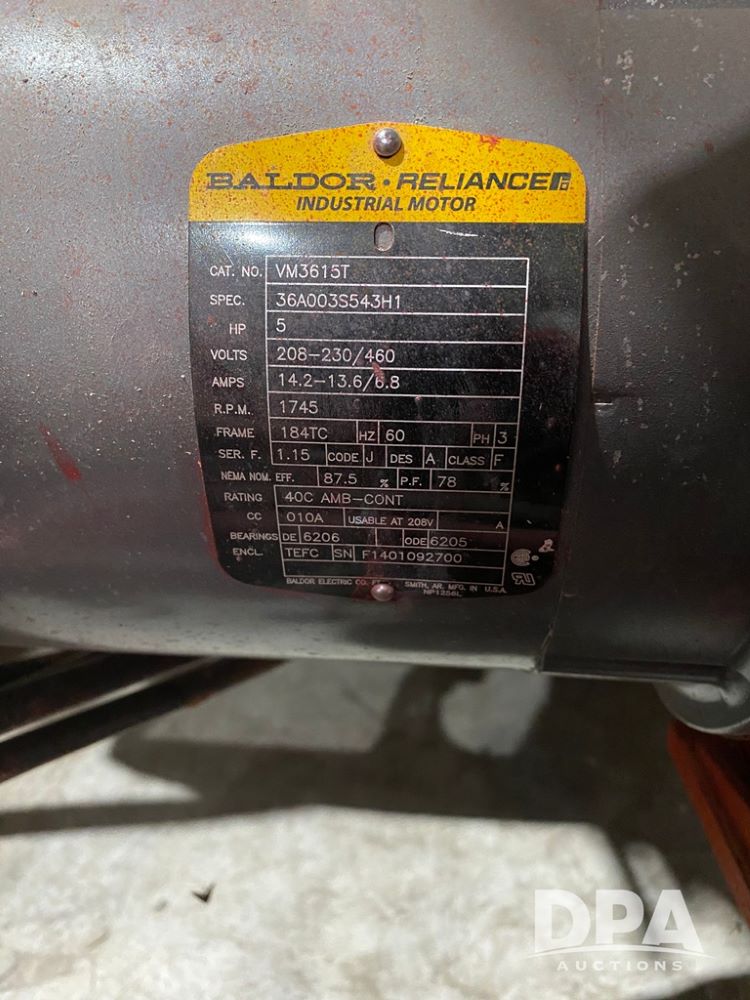 BALDOR · RELIANCE
INDUSTRIAL MOTOR
CAT. NO. VM3615T
SPEC. 36A003S543H1
HP 5
VOLTS 208-230/460
AMPS 14.2-13.6/6.8
R.P.M. 1745
FRAME 184TC HZ 60 PH 3
SER. F. 1.15 CODE J DES A CLASS F
NEMA NOM. EFF. 87.5 % P.F. 78 %
RATING 40C AMB-CONT
CC 010A USABLE AT 208V A
BEARINGS DE 6206 ODE 6205
ENCL. TEFC SN F1401092700
BALDOR ELECTRIC CO. SMITH, AR. MFG. IN U.S.A.
NP1256L
DPA
AUCTIONS